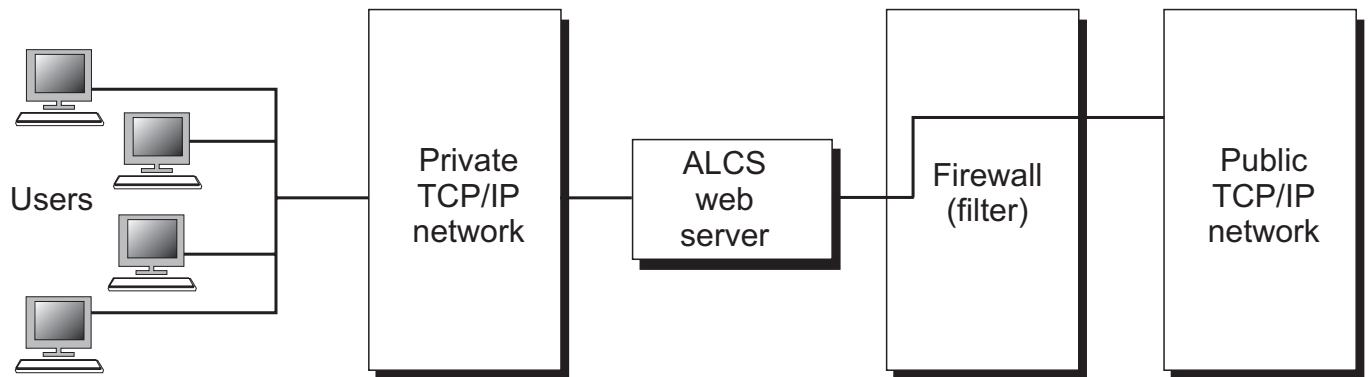 Users
Private
TCP/IP
network
ALCS
web
server
Firewall
(filter)
Public
TCP/IP
network